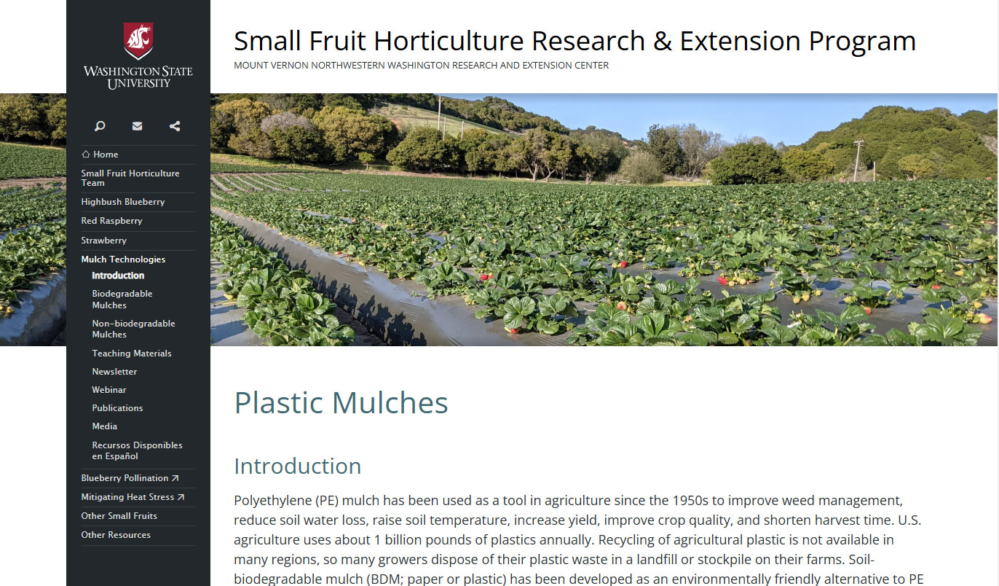 WASHINGTON STATE
UNIVERSITY
Home
Small Fruit Horticulture
Team
Highbush Blueberry
Red Raspberry
Strawberry
Mulch Technologies
Introduction
Biodegradable
Mulches
Non-biodegradable
Mulches
Teaching Materials
Newsletter
Webinar
Publications
Media
Recursos Disponibles
en Español
Blueberry Pollination
Mitigating Heat Stress
Other Small Fruits
Other Resources
Small Fruit Horticulture Research & Extension Program
MOUNT VERNON NORTHWESTERN WASHINGTON RESEARCH AND EXTENSION CENTER
Plastic Mulches
Introduction
Polyethylene (PE) mulch has been used as a tool in agriculture since the 1950s to improve weed management,
reduce soil water loss, raise soil temperature, increase yield, improve crop quality, and shorten harvest time. U.S.
agriculture uses about 1 billion pounds of plastics annually. Recycling of agricultural plastic is not available in
many regions, so many growers dispose of their plastic waste in a landfill or stockpile on their farms. Soil-
biodegradable mulch (BDM; paper or plastic) has been developed as an environmentally friendly alternative to PE